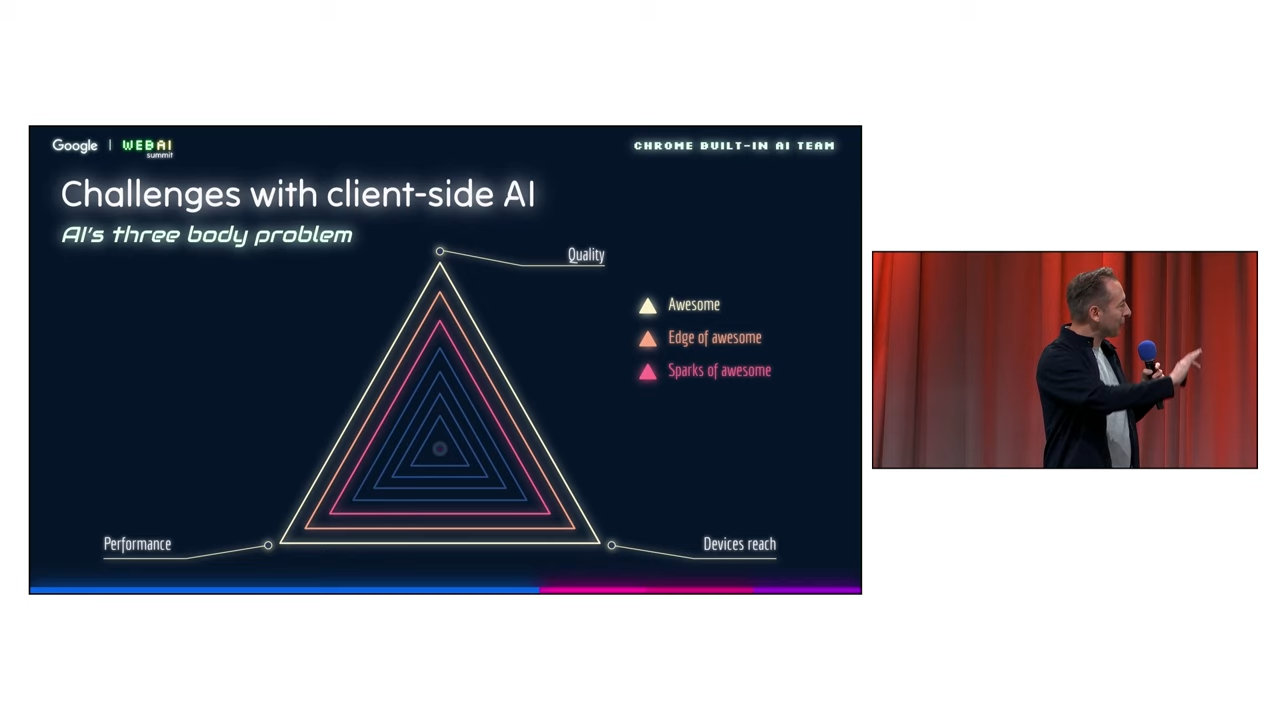 Google | WEBAI
summit
CHROME BUILT-IN AI TEAM
Challenges with client-side AI
AI's three body problem
Quality
Awesome
Edge of awesome
Sparks of awesome
Performance
Devices reach